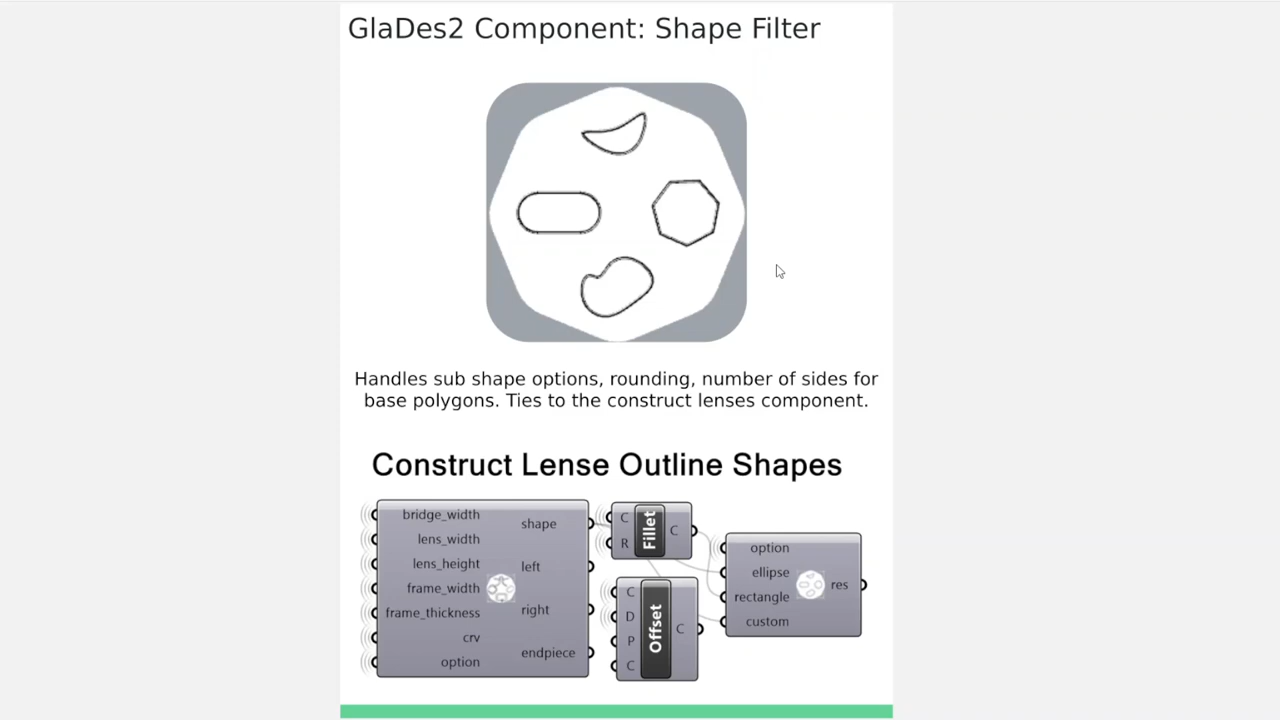 GlaDes2 Component: Shape Filter
Handles sub shape options, rounding, number of sides for
base polygons. Ties to the construct lenses component.
Construct Lense Outline Shapes
bridge_width
lens_width
lens_height
frame_width
frame_thickness
crv
option
shape
left
right
endpiece
C
R
Fillet
C
C
D
P
C
Offset
C
option
ellipse
rectangle
custom
res